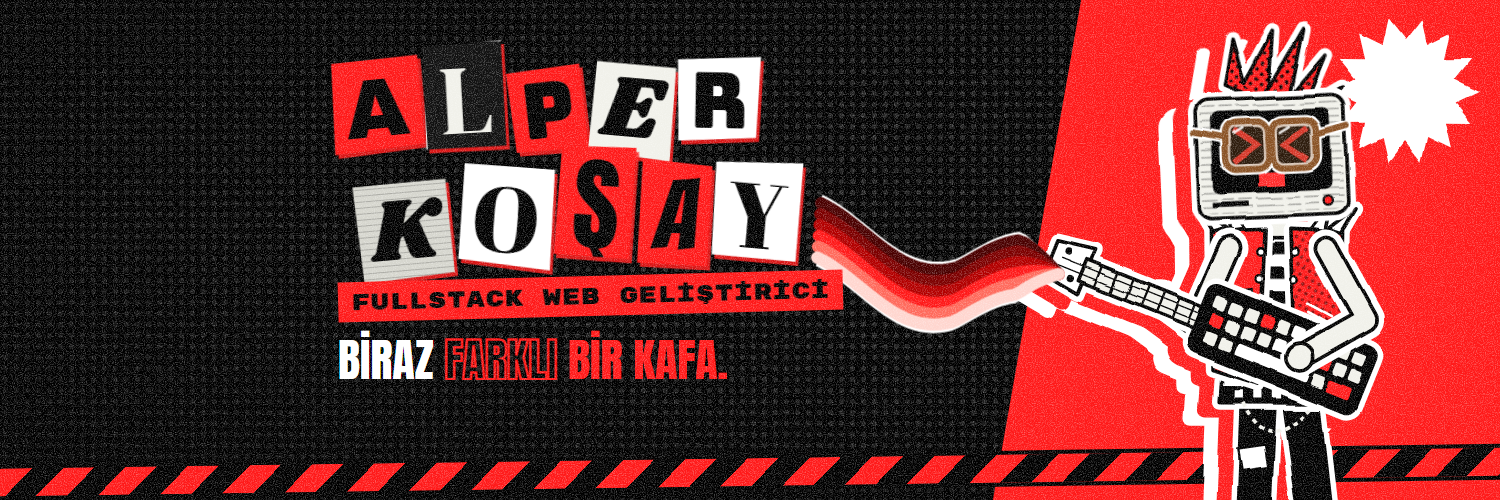 ALPER
KOŞAY
FULLSTACK WEB GELİŞTİRİCİ
BİRAZ FARKLI BİR KAFA.